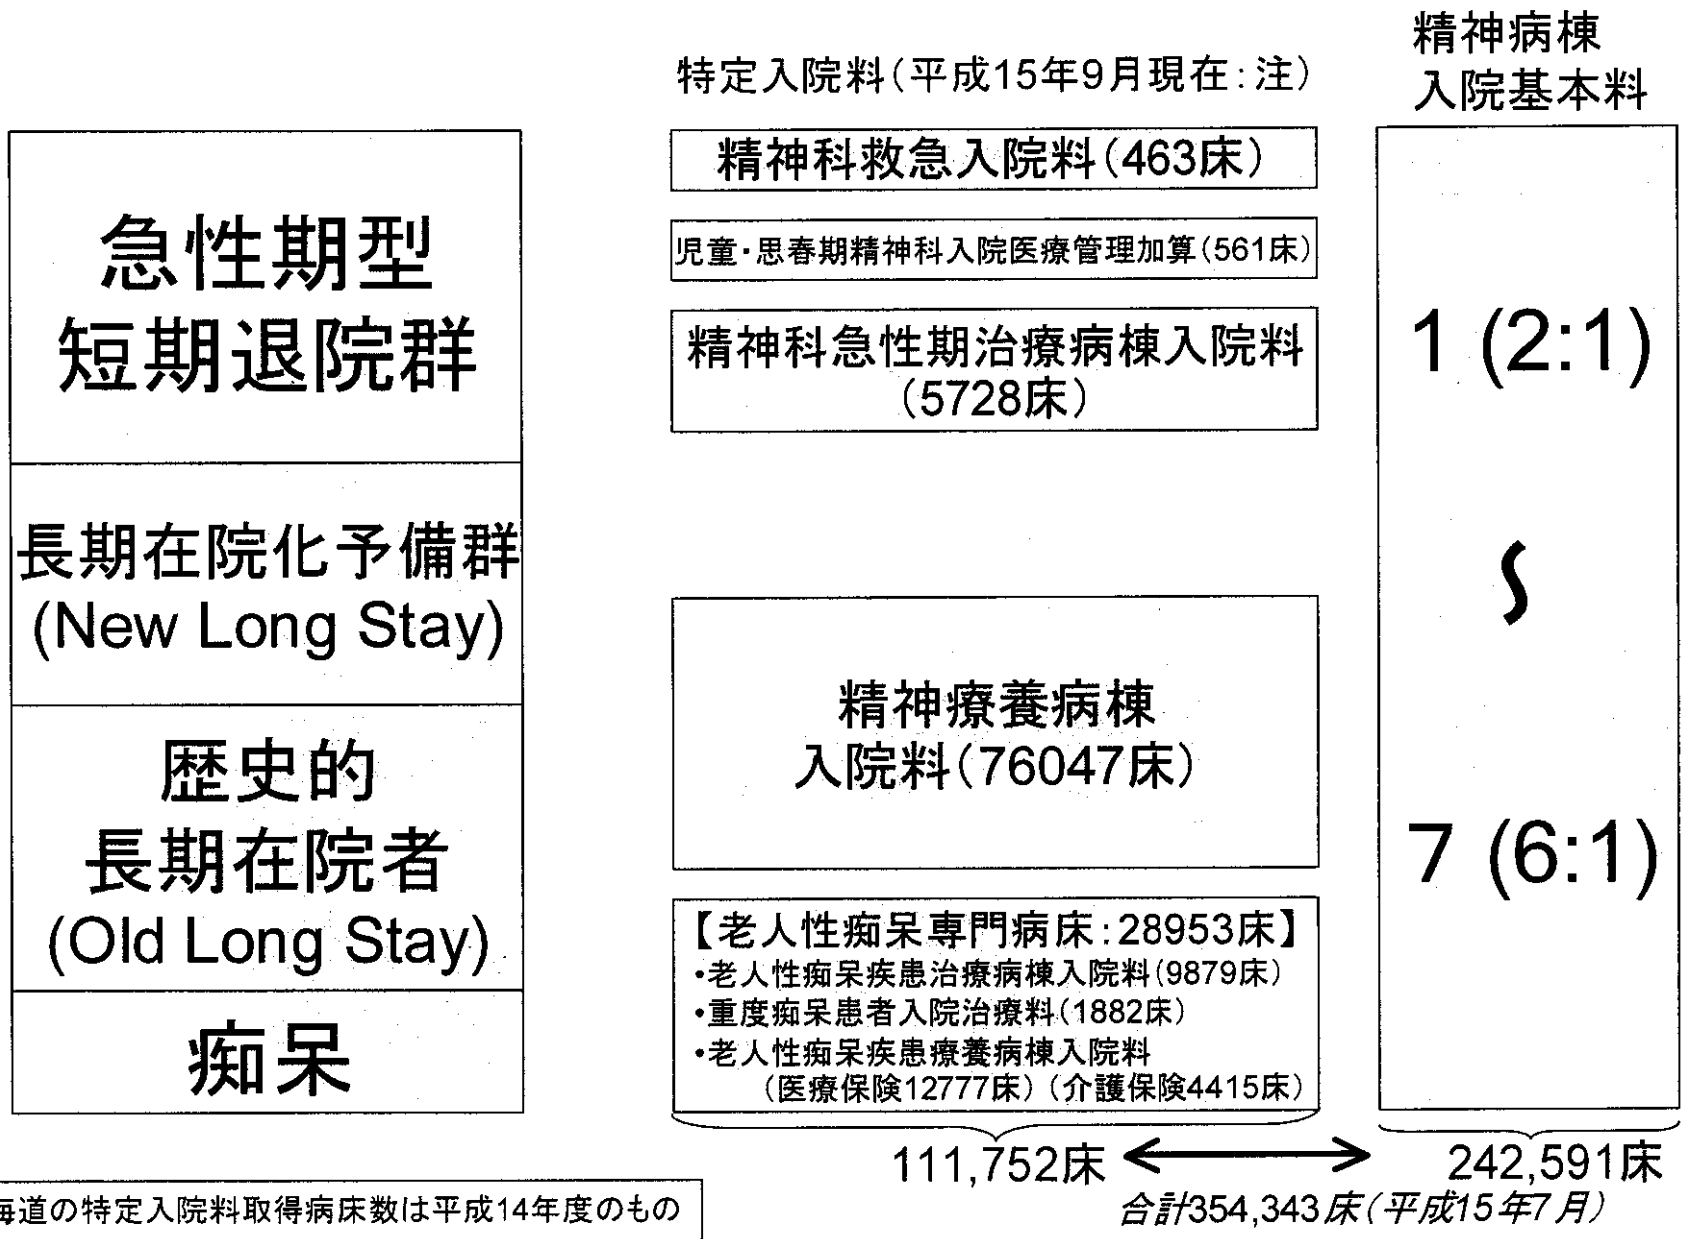 特定入院料(平成15年9月現在:注)
精神病棟
入院基本料
急性期型
短期退院群
長期在院化予備群
(New Long Stay)
歴史的
長期在院者
(Old Long Stay)
痴呆
精神科救急入院料(463床)
児童・思春期精神科入院医療管理加算(561床)
精神科急性期治療病棟入院料
(5728床)
精神療養病棟
入院料(76047床)
【老人性痴呆専門病床:28953床】
・老人性痴呆疾患治療病棟入院料(9879床)
・重度痴呆患者入院治療料(1882床)
・老人性痴呆疾患療養病棟入院料
(医療保険12777床)(介護保険4415床)
1 (2:1)
〜
7 (6:1)
111,752床
242,591床
合計354,343床(平成15年7月)
海道の特定入院料取得病床数は平成14年度のもの